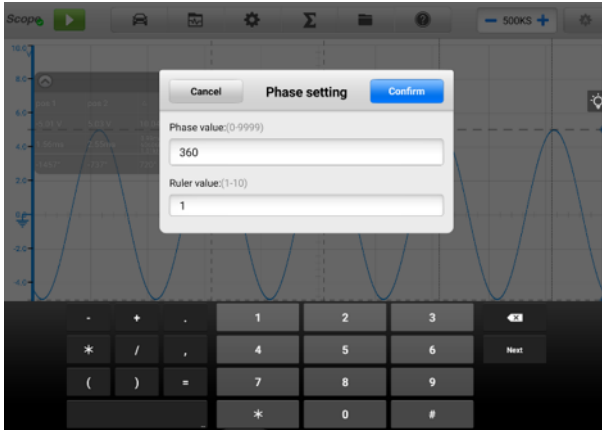 Scope
Σ
?
− 500KS +
10.0
8.0
6.0
4.0
2.0
-2.0
-4.0
Cancel Phase setting Confirm
Phase value:(0-9999)
360
Ruler value:(1-10)
1
- + . 1 2 3
* / , 4 5 6 Next
( ) = 7 8 9
* 0 #